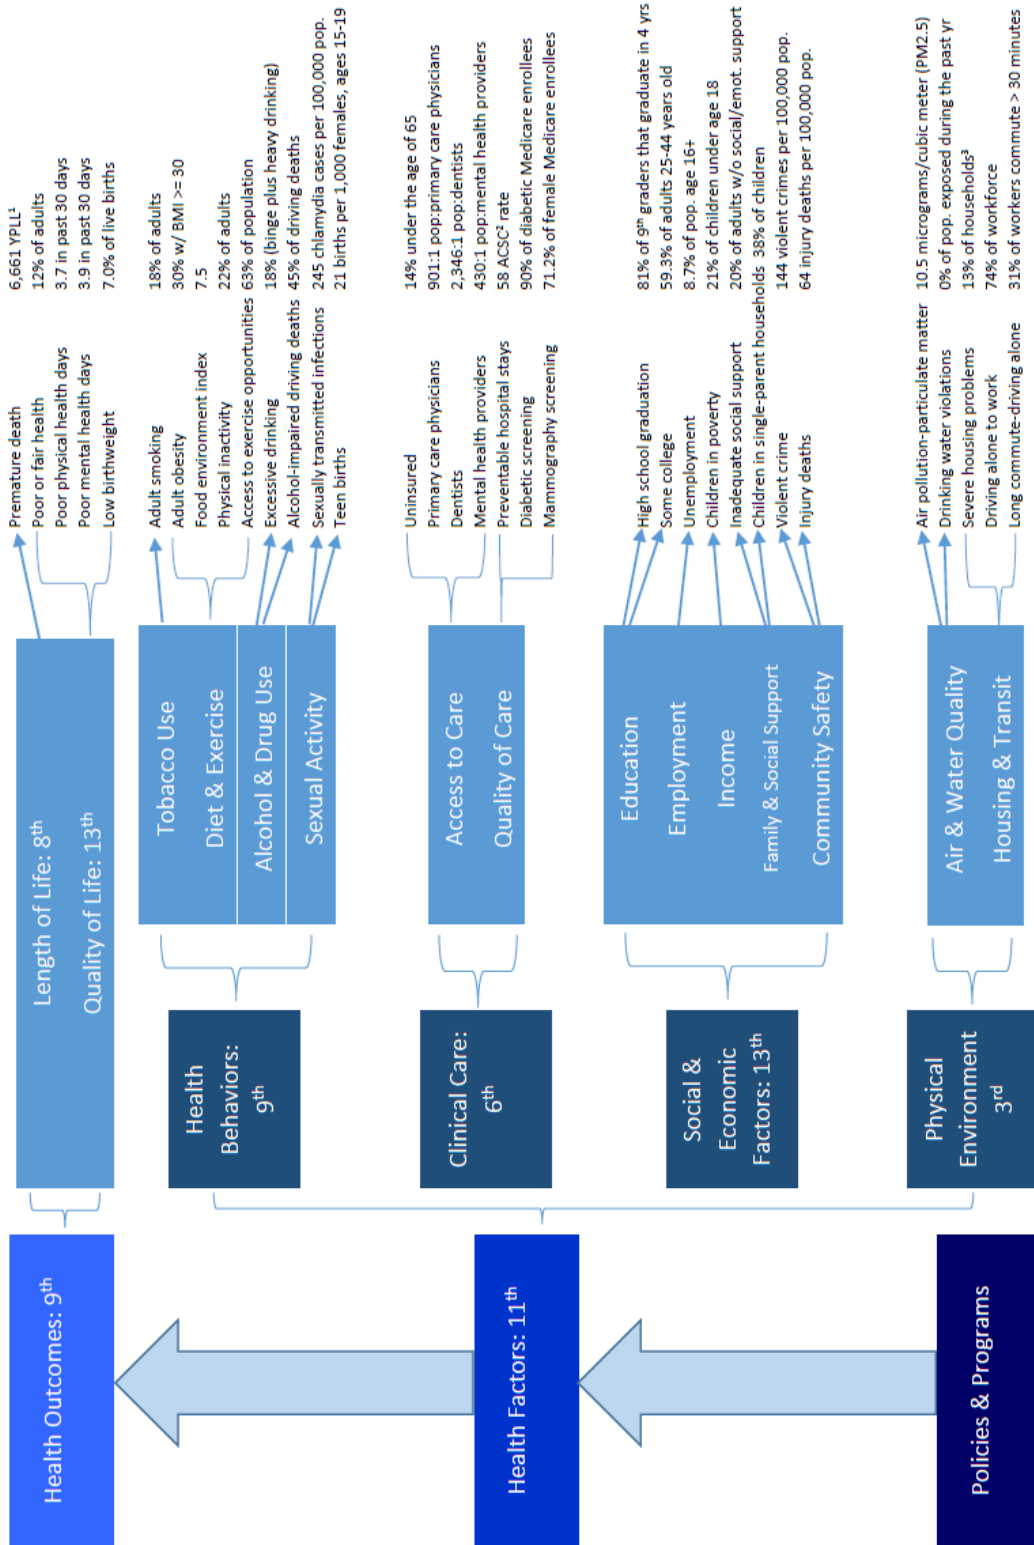 Health Outcomes: 9th
Length of Life: 8th
Quality of Life: 13th
Premature death 6,661 YPLL¹
Poor or fair health 12% of adults
Poor physical health days 3.7 in past 30 days
Poor mental health days 3.9 in past 30 days
Low birthweight 7.0% of live births
Health Factors: 11th
Health
Behaviors:
9th
Tobacco Use
Diet & Exercise
Alcohol & Drug Use
Sexual Activity
Adult smoking 18% of adults
Adult obesity 30% w/ BMI >= 30
Food environment index 7.5
Physical inactivity 22% of adults
Access to exercise opportunities 63% of population
Excessive drinking 18% (binge plus heavy drinking)
Alcohol-impaired driving deaths 45% of driving deaths
Sexually transmitted infections 245 chlamydia cases per 100,000 pop.
Teen births 21 births per 1,000 females, ages 15-19
Clinical Care:
6th
Access to Care
Quality of Care
Uninsured 14% under the age of 65
Primary care physicians 901:1 pop:primary care physicians
Dentists 2,346:1 pop:dentists
Mental health providers 430:1 pop:mental health providers
Preventable hospital stays 58 ACSC² rate
Diabetic screening 90% of diabetic Medicare enrollees
Mammography screening 71.2% of female Medicare enrollees
Social &
Economic
Factors: 13th
Education
Employment
Income
Family & Social Support
Community Safety
High school graduation 81% of 9th graders that graduate in 4 yrs
Some college 59.3% of adults 25-44 years old
Unemployment 8.7% of pop. age 16+
Children in poverty 21% of children under age 18
Inadequate social support 20% of adults w/o social/emot. support
Children in single-parent households 38% of children
Violent crime 144 violent crimes per 100,000 pop.
Injury deaths 64 injury deaths per 100,000 pop.
Policies & Programs
Physical
Environment
3rd
Air & Water Quality
Housing & Transit
Air pollution-particulate matter 10.5 micrograms/cubic meter (PM2.5)
Drinking water violations 0% of pop. exposed during the past yr
Severe housing problems 13% of households³
Driving alone to work 74% of workforce
Long commute-driving alone 31% of workers commute > 30 minutes